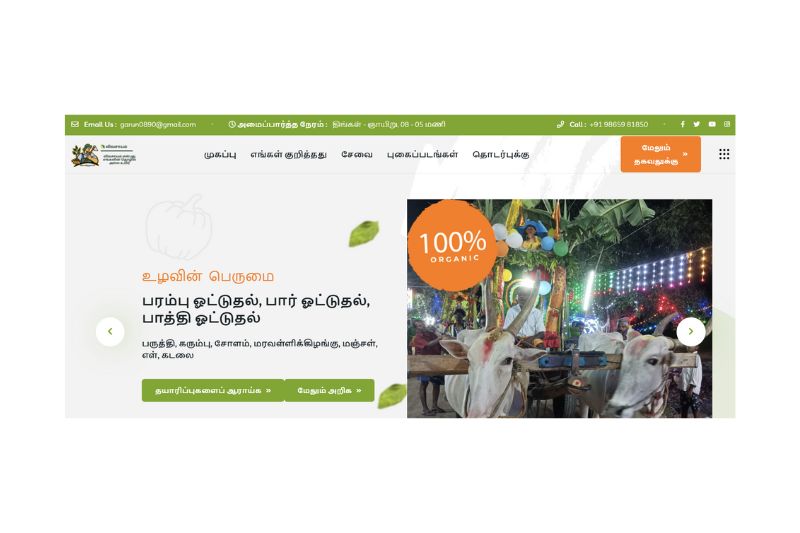 Email Us : garun0890@gmail.com
அமைப்பார்த்த நேரம் : திங்கள் - ஞாயிறு, 08 - 05 மணி
Call : +91 98659 81850
விவசாயம்
முகப்பு
எங்கள் குறித்தது
சேவை
புகைப்படங்கள்
தொடர்புக்கு
மேலும்
தகவலுக்கு »
100%
ORGANIC
உழவின் பெருமை
பரம்பு ஓட்டுதல், பார் ஓட்டுதல்,
பாத்தி ஓட்டுதல்
பருத்தி, கரும்பு, சோளம், மரவள்ளிக்கிழங்கு, மஞ்சள்,
எள், கடலை
தயாரிப்புகளைப் ஆராய்க »
மேலும் அறிக »